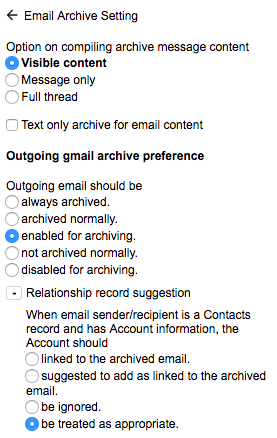 ← Email Archive Setting
Option on compiling archive message content
Visible content
Message only
Full thread
Text only archive for email content
Outgoing gmail archive preference
Outgoing email should be
always archived.
archived normally.
enabled for archiving.
not archived normally.
disabled for archiving.
- Relationship record suggestion
When email sender/recipient is a Contacts
record and has Account information, the
Account should
linked to the archived email.
suggested to add as linked to the archived
email.
be ignored.
be treated as appropriate.